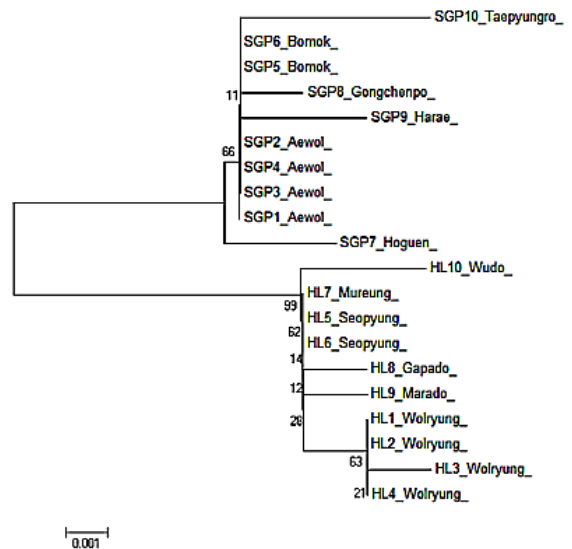 SGP10_Taepyungro_
SGP6_Bomok_
SGP5_Bomok_
11
SGP8_Gongchenpo_
SGP9_Harae_
SGP2_Aewol_
66
SGP4_Aewol_
SGP3_Aewol_
SGP1_Aewol_
SGP7_Hoguen_
HL10_Wudo_
HL7_Mureung_
99
HL5_Seopyung_
62
HL6_Seopyung_
14
HL8_Gapado_
12
HL9_Marado_
28
HL1_Wolryung_
HL2_Wolryung_
63
HL3_Wolryung_
21
HL4_Wolryung_
0.001